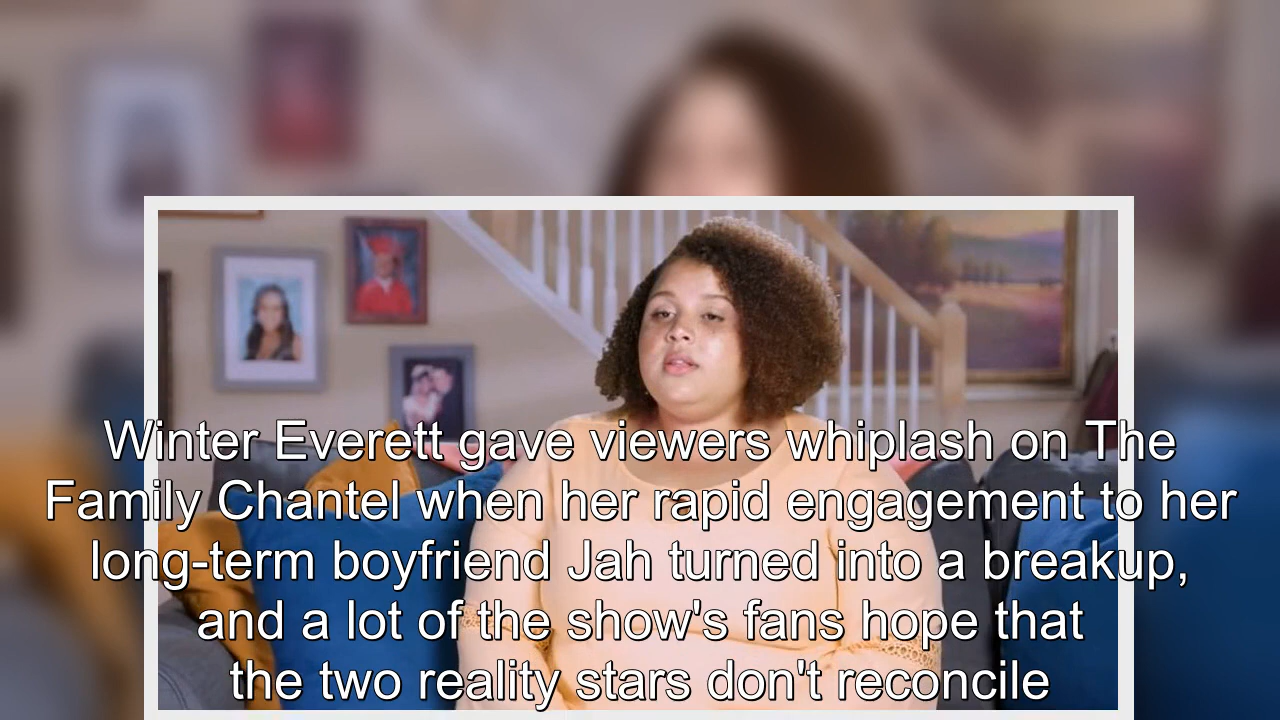 Winter Everett gave viewers whiplash on The
Family Chantel when her rapid engagement to her
long-term boyfriend Jah turned into a breakup,
and a lot of the show's fans hope that
the two reality stars don't reconcile